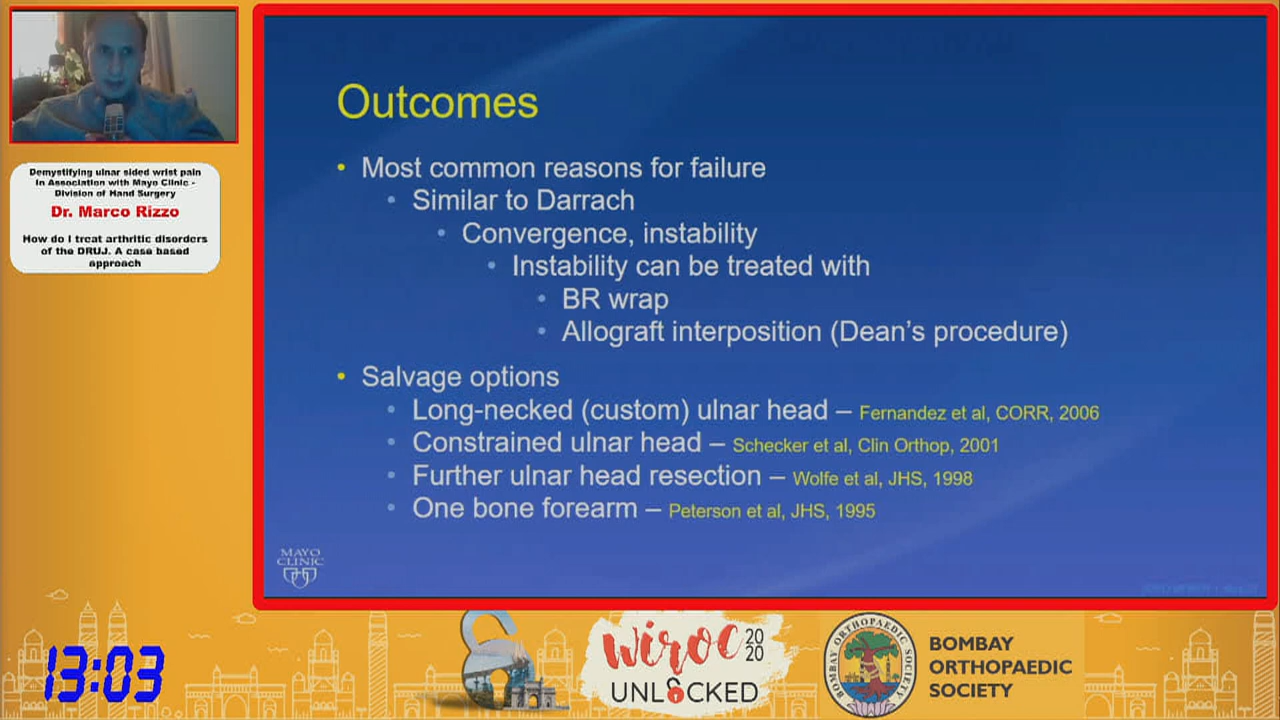 Demystifying ulnar sided wrist pain
In Association with Mayo Clinic -
Division of Hand Surgery
Dr. Marco Rizzo
How do I treat arthritic disorders
of the DRUJ. A case based
approach
Outcomes
• Most common reasons for failure
• Similar to Darrach
• Convergence, instability
• Instability can be treated with
• BR wrap
• Allograft interposition (Dean's procedure)
• Salvage options
• Long-necked (custom) ulnar head – Fernandez et al, CORR, 2006
• Constrained ulnar head – Schecker et al, Clin Orthop, 2001
• Further ulnar head resection – Wolfe et al, JHS, 1998
• One bone forearm – Peterson et al, JHS, 1995
MAYO
CLINIC
13:03
WIROC 2020
UNLOCKED
BOMBAY ORTHOPAEDIC SOCIETY
BOMBAY
ORTHOPAEDIC
SOCIETY